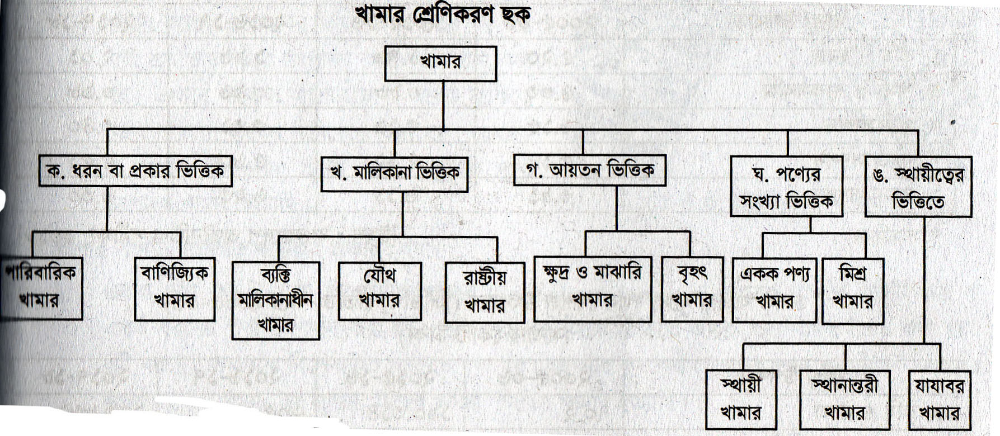 খামার শ্রেণিকরণ ছক
খামার
ক. ধরন বা প্রকার ভিত্তিক
খ. মালিকানা ভিত্তিক
গ. আয়তন ভিত্তিক
ঘ. পণ্যের
সংখ্যা ভিত্তিক
ঙ. স্থায়ীত্বের
ভিত্তিতে
পারিবারিক
খামার
বাণিজ্যিক
খামার
ব্যক্তি
মালিকানাধীন
খামার
যৌথ
খামার
রাষ্ট্রীয়
খামার
ক্ষুদ্র ও মাঝারি
খামার
বৃহৎ
খামার
একক পণ্য
খামার
মিশ্র
খামার
স্থায়ী
খামার
স্থানান্তরী
খামার
যাযাবর
খামার